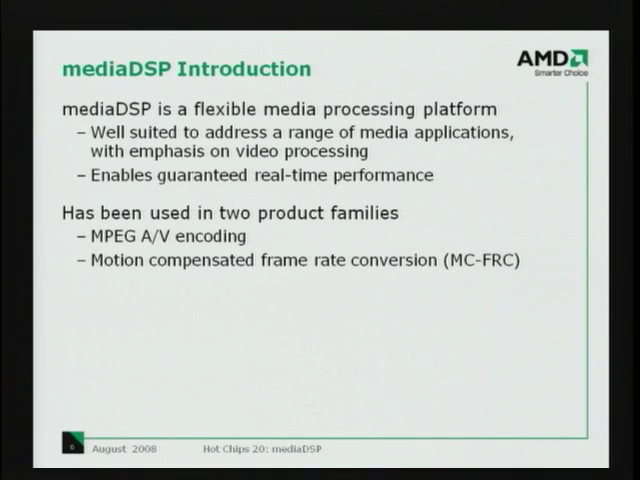 mediaDSP Introduction
AMD
Smarter Choice
mediaDSP is a flexible media processing platform
– Well suited to address a range of media applications,
with emphasis on video processing
– Enables guaranteed real-time performance
Has been used in two product families
– MPEG A/V encoding
– Motion compensated frame rate conversion (MC-FRC)
6
August 2008
Hot Chips 20: mediaDSP